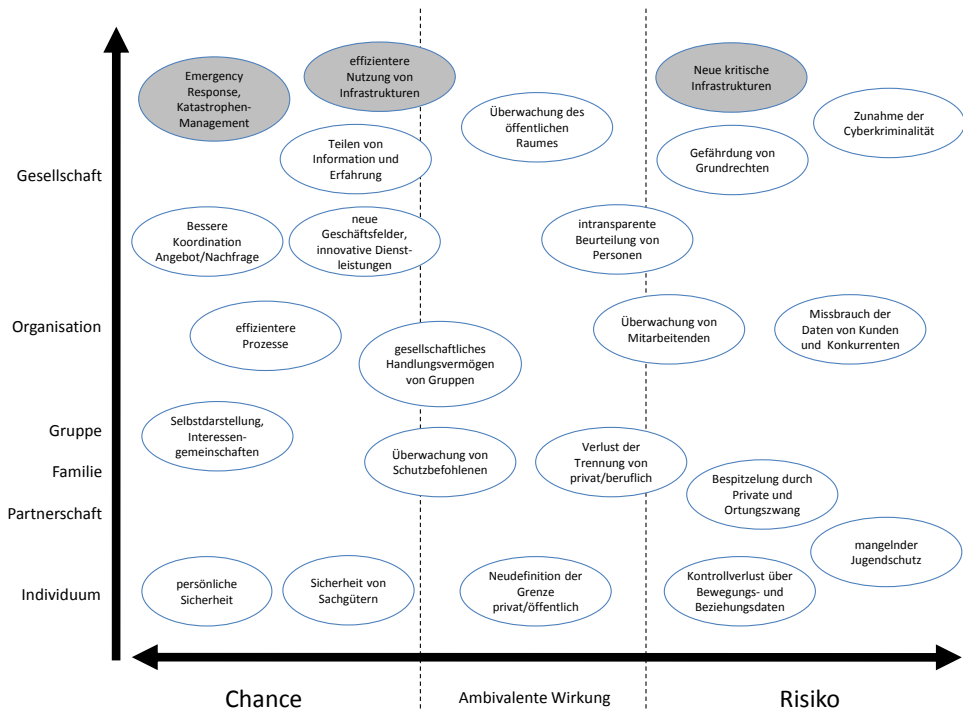 Emergency
Response,
Katastrophen-
Management
effizientere
Nutzung von
Infrastrukturen
Überwachung des
öffentlichen
Raumes
Neue kritische
Infrastrukturen
Zunahme der
Cyberkriminalität
Teilen von
Information und
Erfahrung
Gefährdung von
Grundrechten
Gesellschaft
Bessere
Koordination
Angebot/Nachfrage
neue
Geschäftsfelder,
innovative Dienst-
leistungen
intransparente
Beurteilung von
Personen
Organisation
effizientere
Prozesse
gesellschaftliches
Handlungsvermögen
von Gruppen
Überwachung von
Mitarbeitenden
Missbrauch der
Daten von Kunden
und Konkurrenten
Gruppe
Selbstdarstellung,
Interessen-
gemeinschaften
Familie
Überwachung von
Schutzbefohlenen
Verlust der
Trennung von
privat/beruflich
Bespitzelung durch
Private und
Ortungszwang
Partnerschaft
mangelnder
Jugendschutz
Individuum
persönliche
Sicherheit
Sicherheit von
Sachgütern
Neudefinition der
Grenze
privat/öffentlich
Kontrollverlust über
Bewegungs- und
Beziehungsdaten
Chance
Ambivalente Wirkung
Risiko